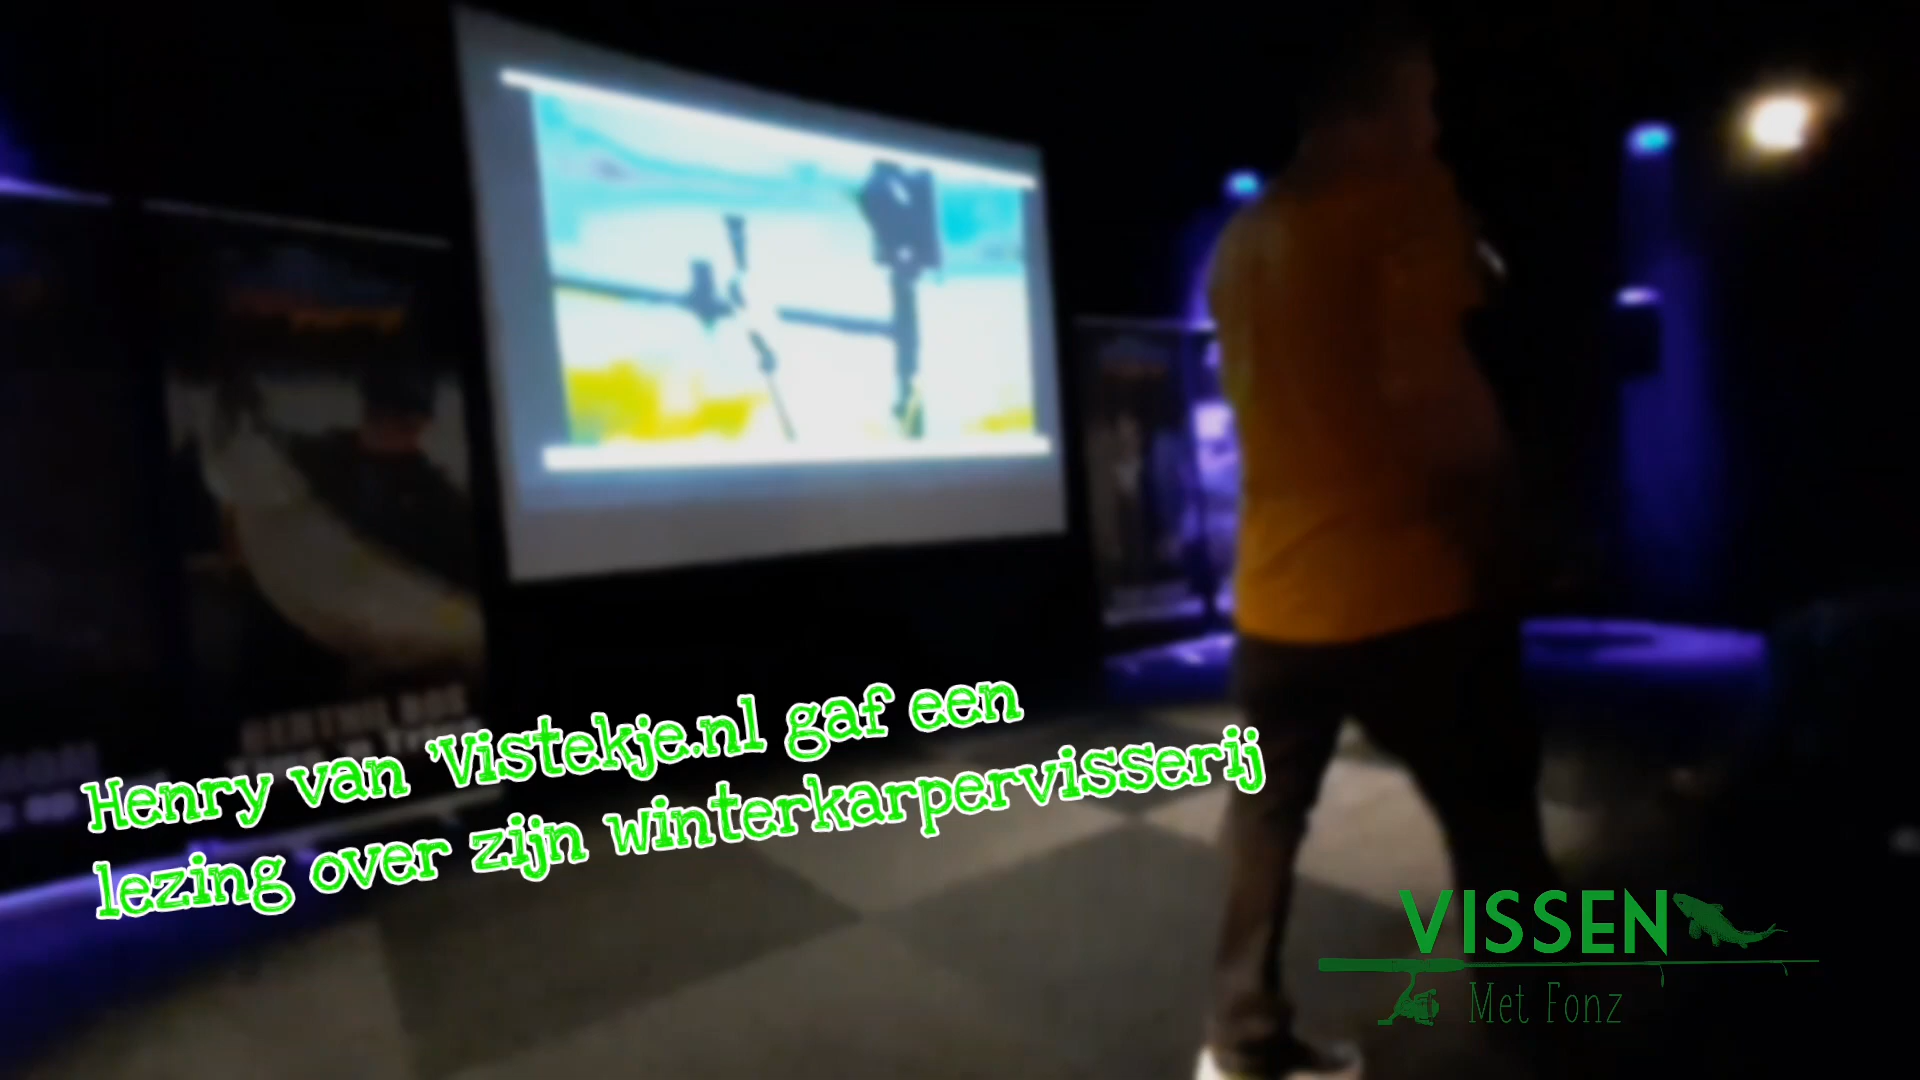 Henry van 'Vistekje.nl gaf een
lezing over zijn winterkarpervisserij
VISSEN
Met Fonz